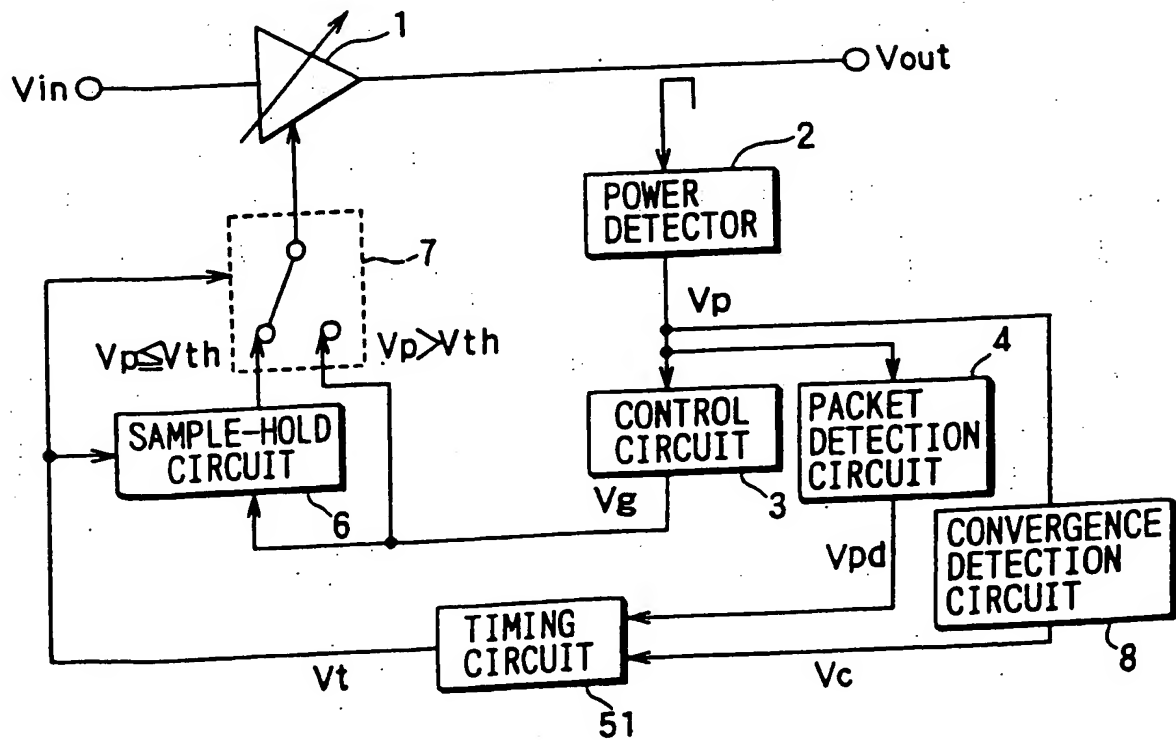 1
Vin
Vout
2
POWER
DETECTOR
7
Vp
Vp≦Vth
Vp>Vth
4
SAMPLE-HOLD
CIRCUIT
CONTROL
CIRCUIT
PACKET
DETECTION
CIRCUIT
6
Vg
3
Vpd
CONVERGENCE
DETECTION
CIRCUIT
TIMING
CIRCUIT
Vt
Vc
8
51